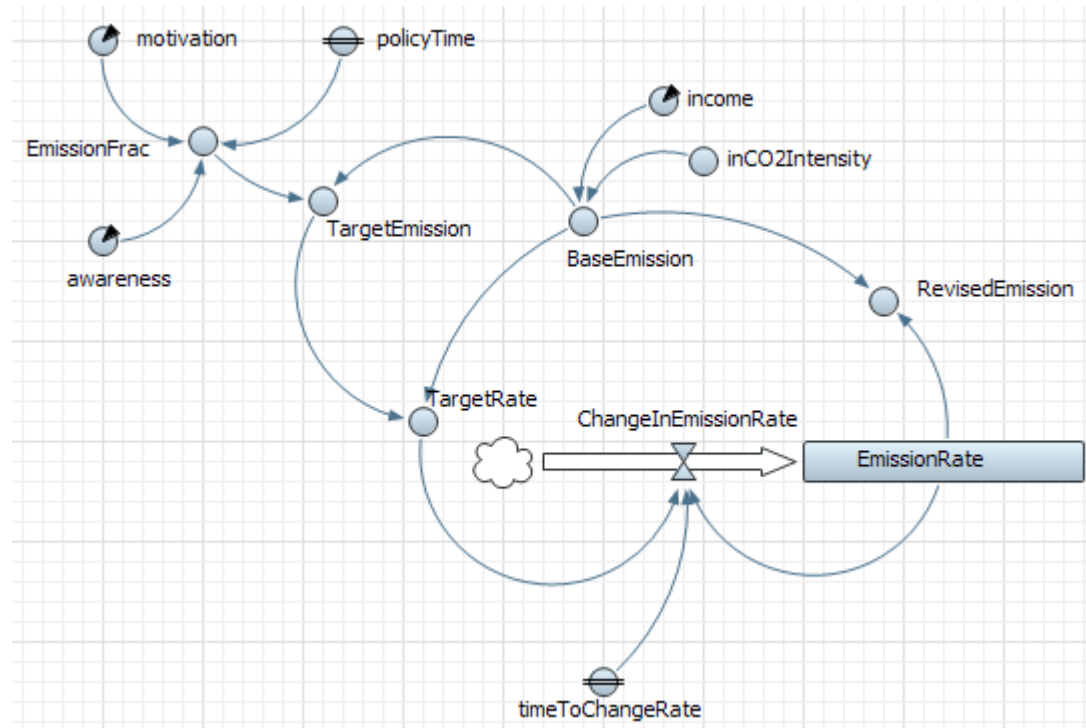 motivation
policyTime
income
EmissionFrac
inCO2Intensity
TargetEmission
BaseEmission
awareness
RevisedEmission
TargetRate
ChangeInEmissionRate
EmissionRate
timeToChangeRate